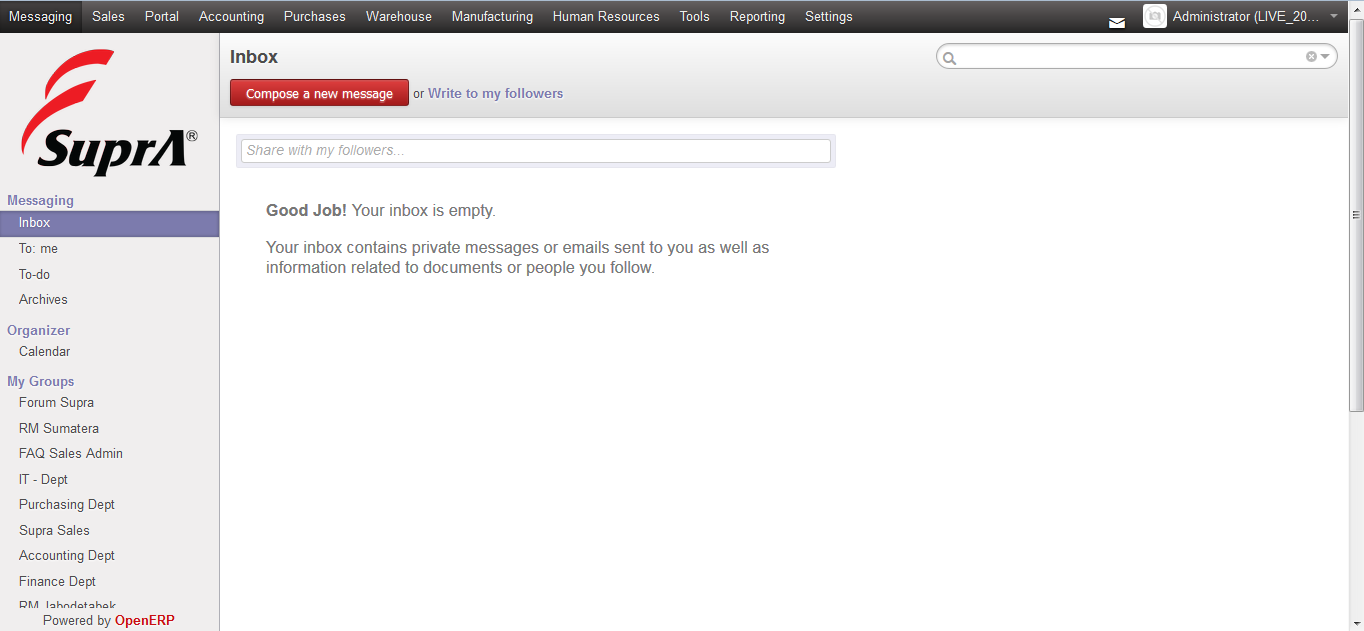 Messaging Sales Portal Accounting Purchases Warehouse Manufacturing Human Resources Tools Reporting Settings Administrator (LIVE_20...
SuprA®
Messaging
Inbox
To: me
To-do
Archives
Organizer
Calendar
My Groups
Forum Supra
RM Sumatera
FAQ Sales Admin
IT - Dept
Purchasing Dept
Supra Sales
Accounting Dept
Finance Dept
RM Jabodetabek
Powered by OpenERP
Inbox
Compose a new message or Write to my followers
Share with my followers...
Good Job! Your inbox is empty.
Your inbox contains private messages or emails sent to you as well as
information related to documents or people you follow.